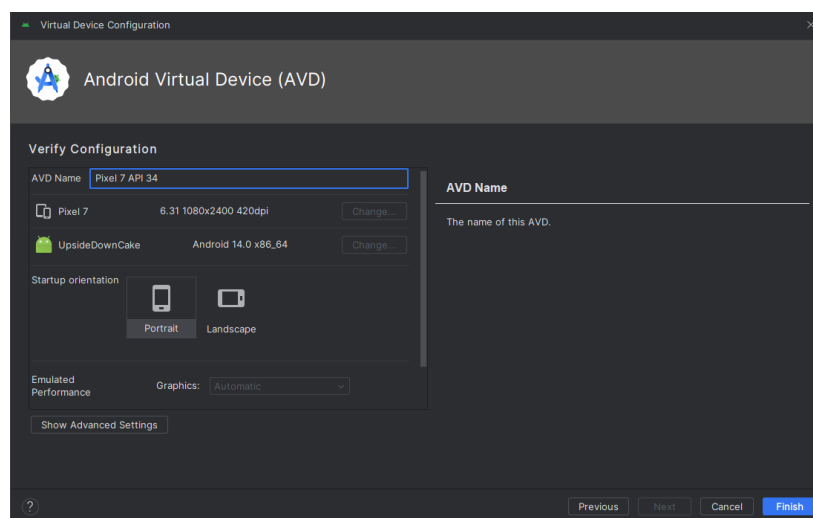 Virtual Device Configuration
Android Virtual Device (AVD)
Verify Configuration
AVD Name Pixel 7 API 34
Pixel 7 6.31 1080x2400 420dpi Change...
UpsideDownCake Android 14.0 x86_64 Change...
Startup orientation
Portrait Landscape
Emulated
Performance Graphics: Automatic
Show Advanced Settings
AVD Name
The name of this AVD.
? Previous Next Cancel Finish